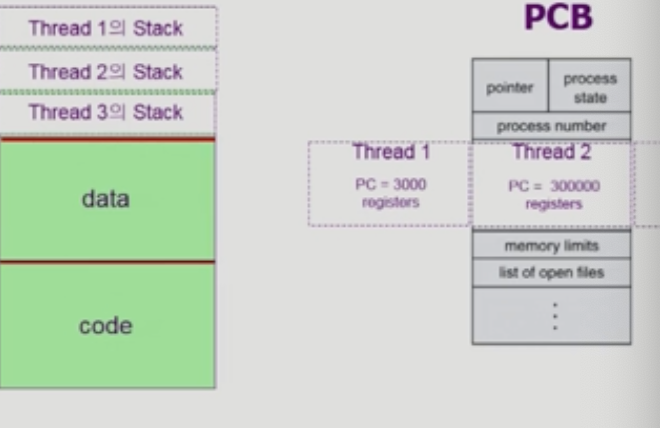 Thread 1의 Stack
Thread 2의 Stack
Thread 3의 Stack
data
code
PCB
pointer
process
state
process number
Thread 1
PC = 3000
registers
Thread 2
PC = 300000
registers
memory limits
list of open files